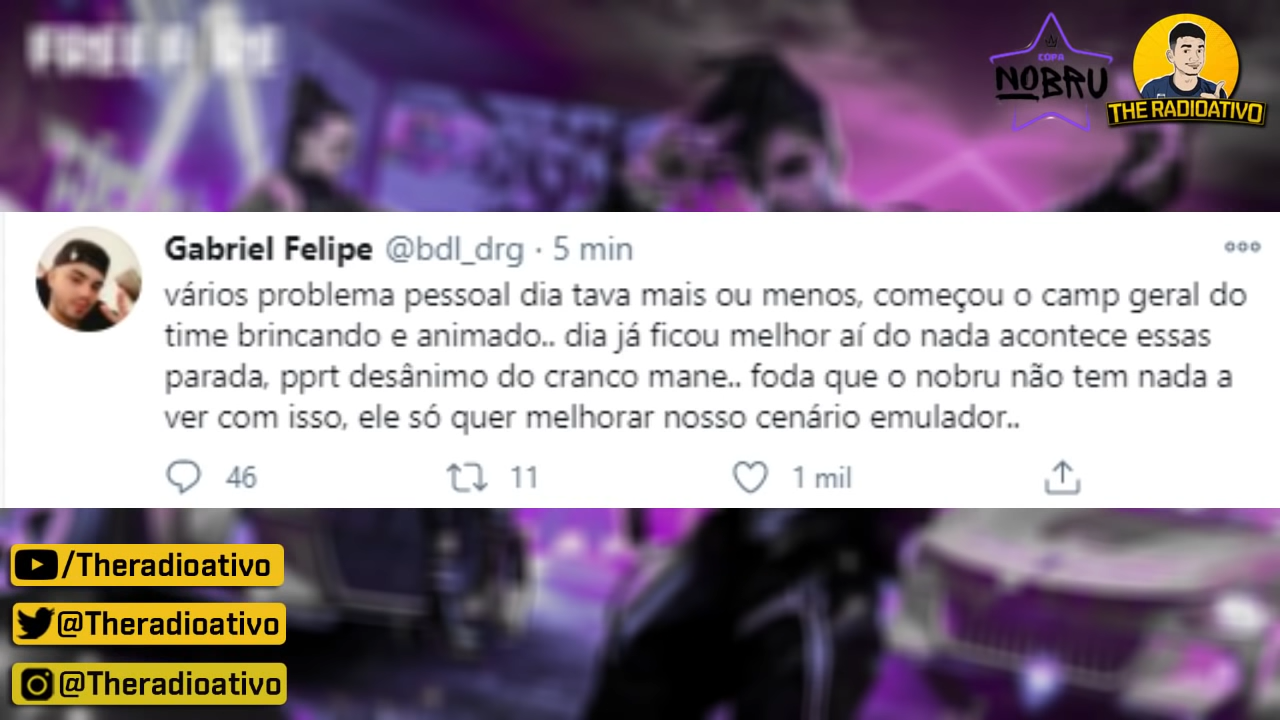 FREE FIRE
COPA
NOBRU
THE RADIOATIVO
Gabriel Felipe @bdl_drg · 5 min
vários problema pessoal dia tava mais ou menos, começou o camp geral do
time brincando e animado.. dia já ficou melhor aí do nada acontece essas
parada, pprt desânimo do cranco mane.. foda que o nobru não tem nada a
ver com isso, ele só quer melhorar nosso cenário emulador..
46 11 1 mil
/Theradioativo
@Theradioativo
@Theradioativo